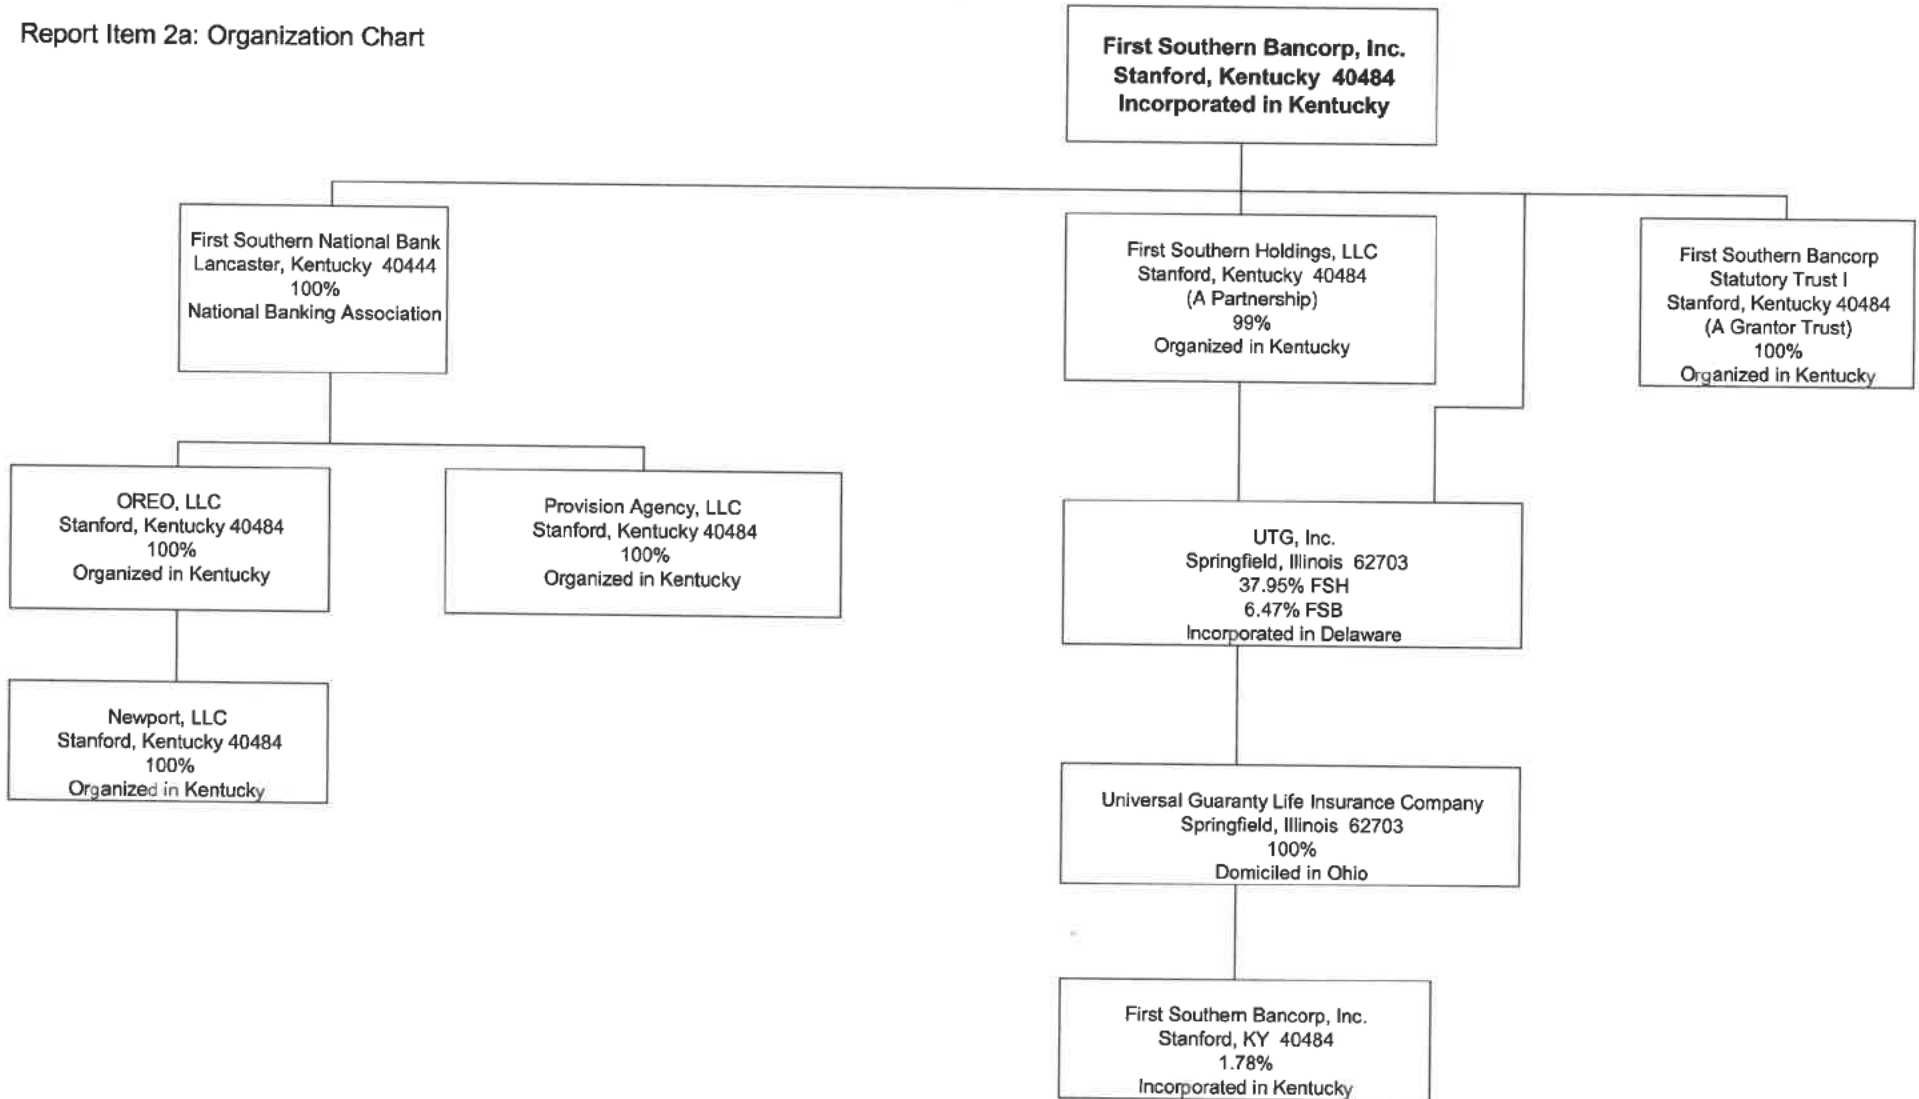 Report Item 2a: Organization Chart
First Southern Bancorp, Inc.
Stanford, Kentucky 40484
Incorporated in Kentucky
First Southern National Bank
Lancaster, Kentucky 40444
100%
National Banking Association
First Southern Holdings, LLC
Stanford, Kentucky 40484
(A Partnership)
99%
Organized in Kentucky
First Southern Bancorp
Statutory Trust I
Stanford, Kentucky 40484
(A Grantor Trust)
100%
Organized in Kentucky
OREO, LLC
Stanford, Kentucky 40484
100%
Organized in Kentucky
Provision Agency, LLC
Stanford, Kentucky 40484
100%
Organized in Kentucky
UTG, Inc.
Springfield, Illinois 62703
37.95% FSH
6.47% FSB
Incorporated in Delaware
Newport, LLC
Stanford, Kentucky 40484
100%
Organized in Kentucky
Universal Guaranty Life Insurance Company
Springfield, Illinois 62703
100%
Domiciled in Ohio
First Southern Bancorp, Inc.
Stanford, KY 40484
1.78%
Incorporated in Kentucky